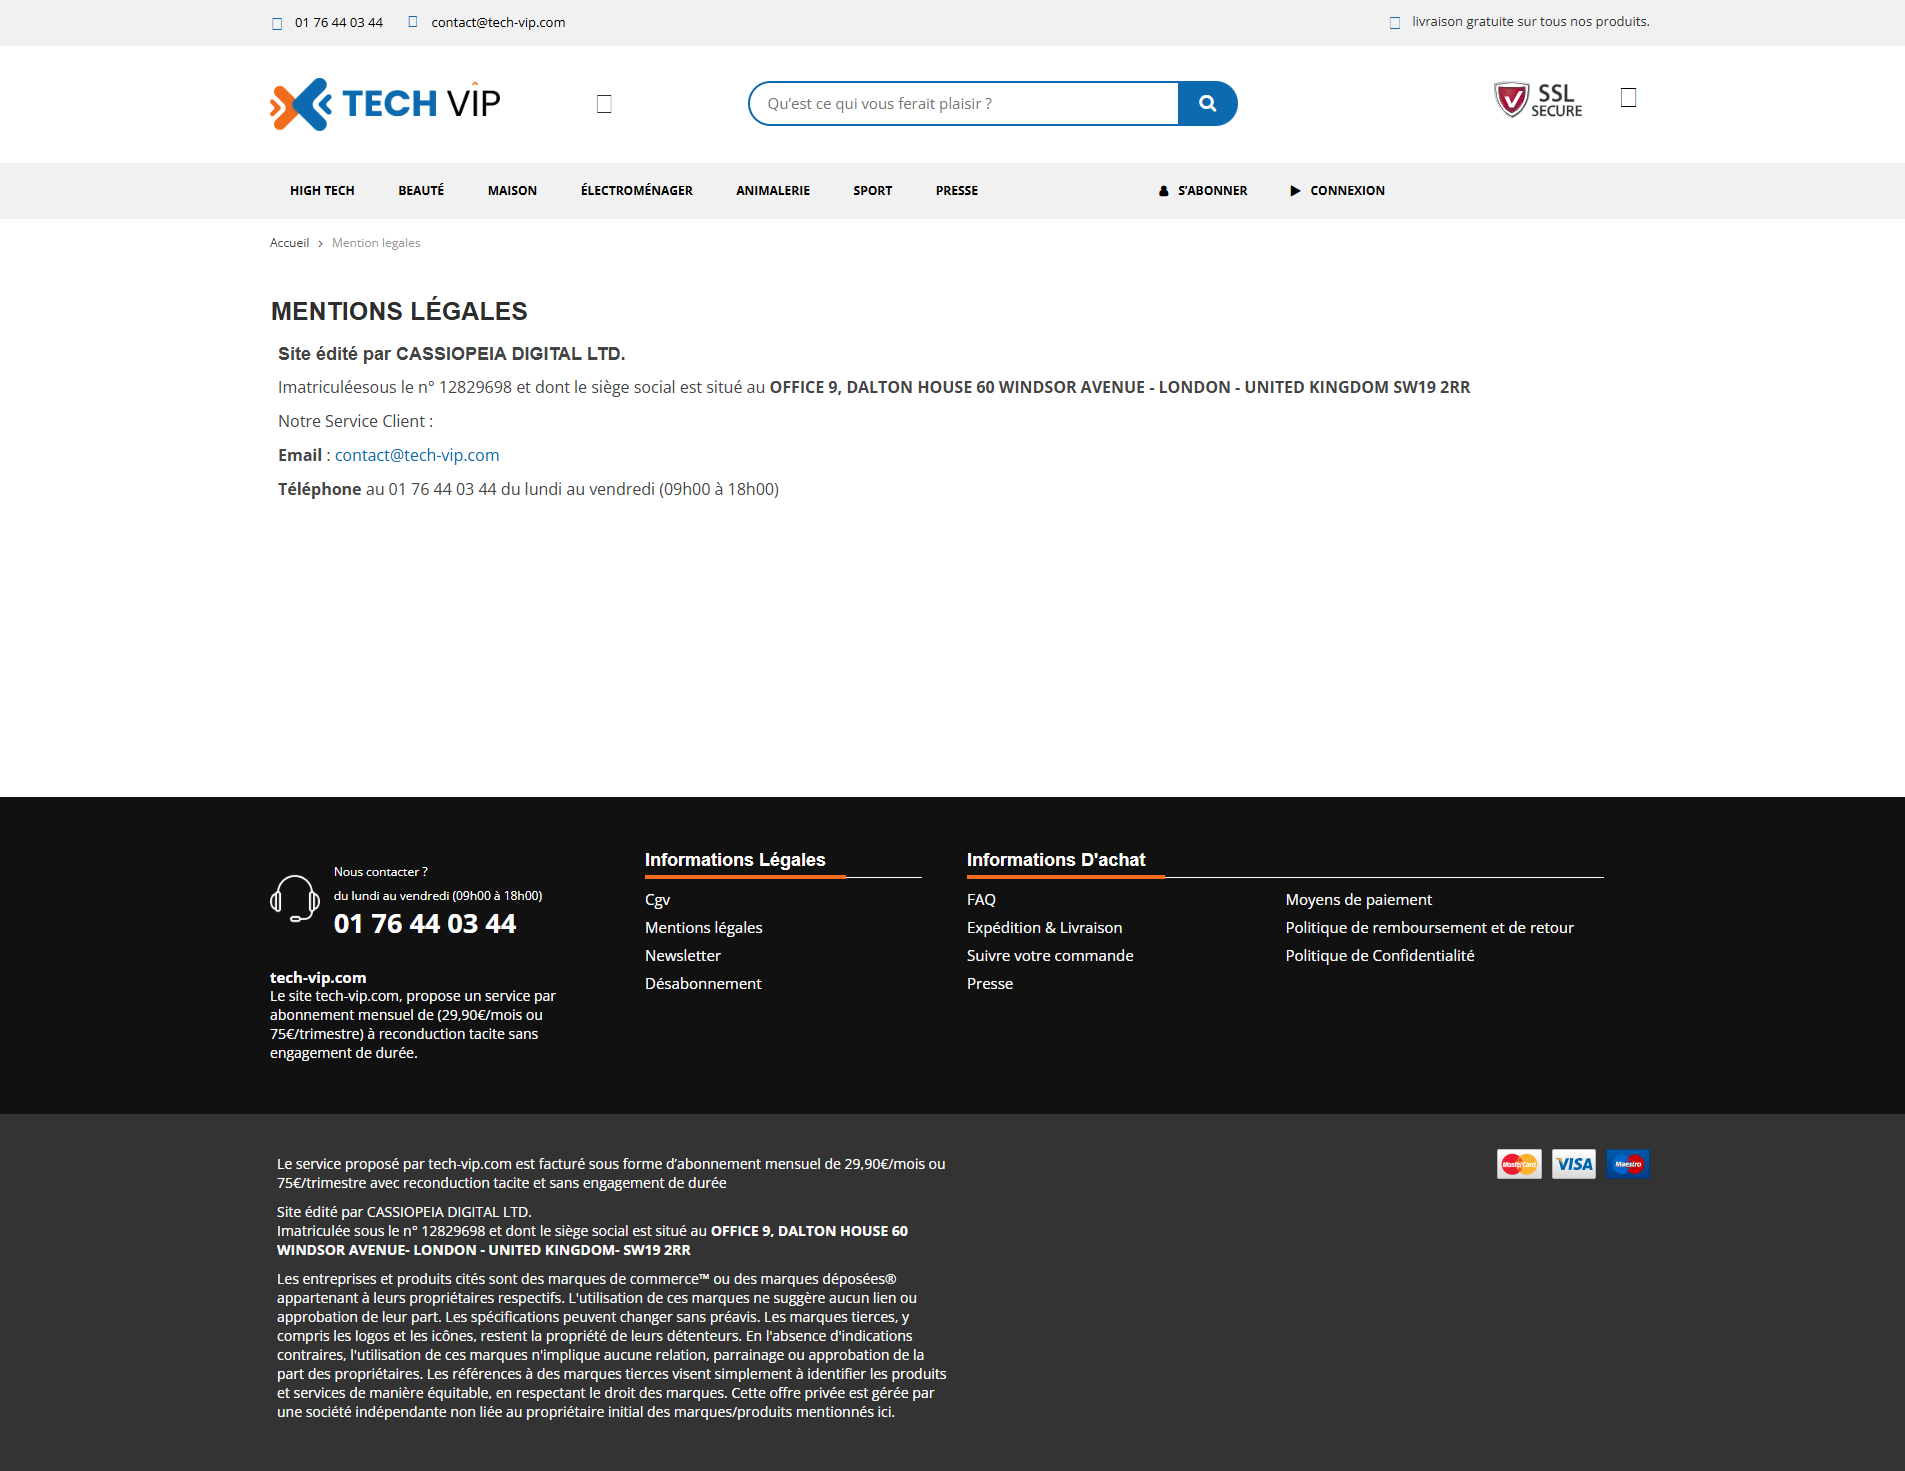 01 76 44 03 44 contact@tech-vip.com livraison gratuite sur tous nos produits.
TECH VIP
Qu’est ce qui vous ferait plaisir ?
SSL SECURE
HIGH TECH BEAUTÉ MAISON ÉLECTROMÉNAGER ANIMALERIE SPORT PRESSE S’ABONNER CONNEXION
Accueil > Mention legales
MENTIONS LÉGALES
Site édité par CASSIOPEIA DIGITAL LTD.
Imatriculéesous le n° 12829698 et dont le siège social est situé au OFFICE 9, DALTON HOUSE 60 WINDSOR AVENUE - LONDON - UNITED KINGDOM SW19 2RR
Notre Service Client :
Email : contact@tech-vip.com
Téléphone au 01 76 44 03 44 du lundi au vendredi (09h00 à 18h00)
Nous contacter ?
du lundi au vendredi (09h00 à 18h00)
01 76 44 03 44
tech-vip.com
Le site tech-vip.com, propose un service par
abonnement mensuel de (29,90€/mois ou
75€/trimestre) à reconduction tacite sans
engagement de durée.
Informations Légales
Cgv
Mentions légales
Newsletter
Désabonnement
Informations D'achat
FAQ
Expédition & Livraison
Suivre votre commande
Presse
Moyens de paiement
Politique de remboursement et de retour
Politique de Confidentialité
Le service proposé par tech-vip.com est facturé sous forme d’abonnement mensuel de 29,90€/mois ou
75€/trimestre avec reconduction tacite et sans engagement de durée
Site édité par CASSIOPEIA DIGITAL LTD.
Imatriculée sous le n° 12829698 et dont le siège social est situé au OFFICE 9, DALTON HOUSE 60
WINDSOR AVENUE- LONDON - UNITED KINGDOM- SW19 2RR
Les entreprises et produits cités sont des marques de commerce™ ou des marques déposées®
appartenant à leurs propriétaires respectifs. L'utilisation de ces marques ne suggère aucun lien ou
approbation de leur part. Les spécifications peuvent changer sans préavis. Les marques tierces, y
compris les logos et les icônes, restent la propriété de leurs détenteurs. En l'absence d'indications
contraires, l'utilisation de ces marques n'implique aucune relation, parrainage ou approbation de la
part des propriétaires. Les références à des marques tierces visent simplement à identifier les produits
et services de manière équitable, en respectant le droit des marques. Cette offre privée est gérée par
une société indépendante non liée au propriétaire initial des marques/produits mentionnés ici.
MasterCard VISA Maestro